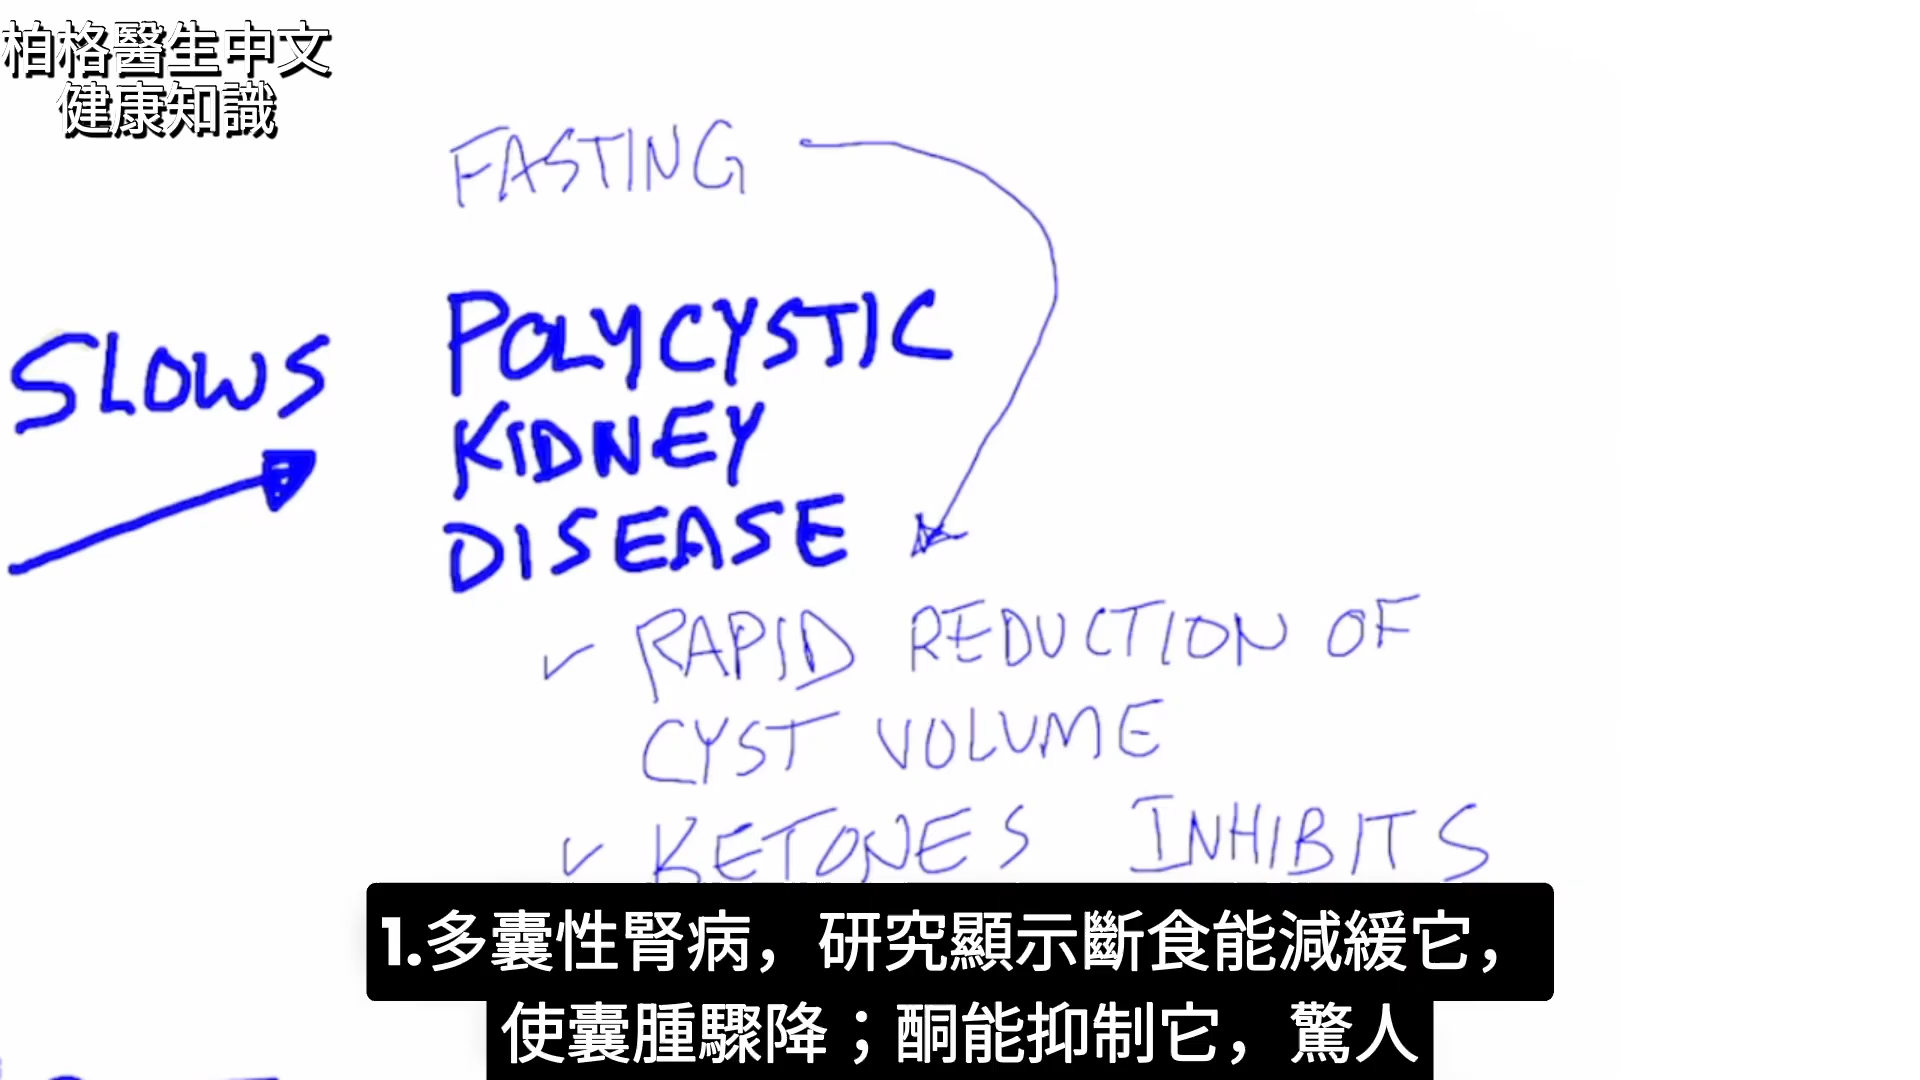 柏格醫生中文
健康知識
FASTING
SLOWS
POLYCYSTIC
KIDNEY
DISEASE
✓ RAPID REDUCTION OF
CYST VOLUME
✓ KETONES INHIBITS
1.多囊性腎病，研究顯示斷食能減緩它，
使囊腫驟降；酮能抑制它，驚人